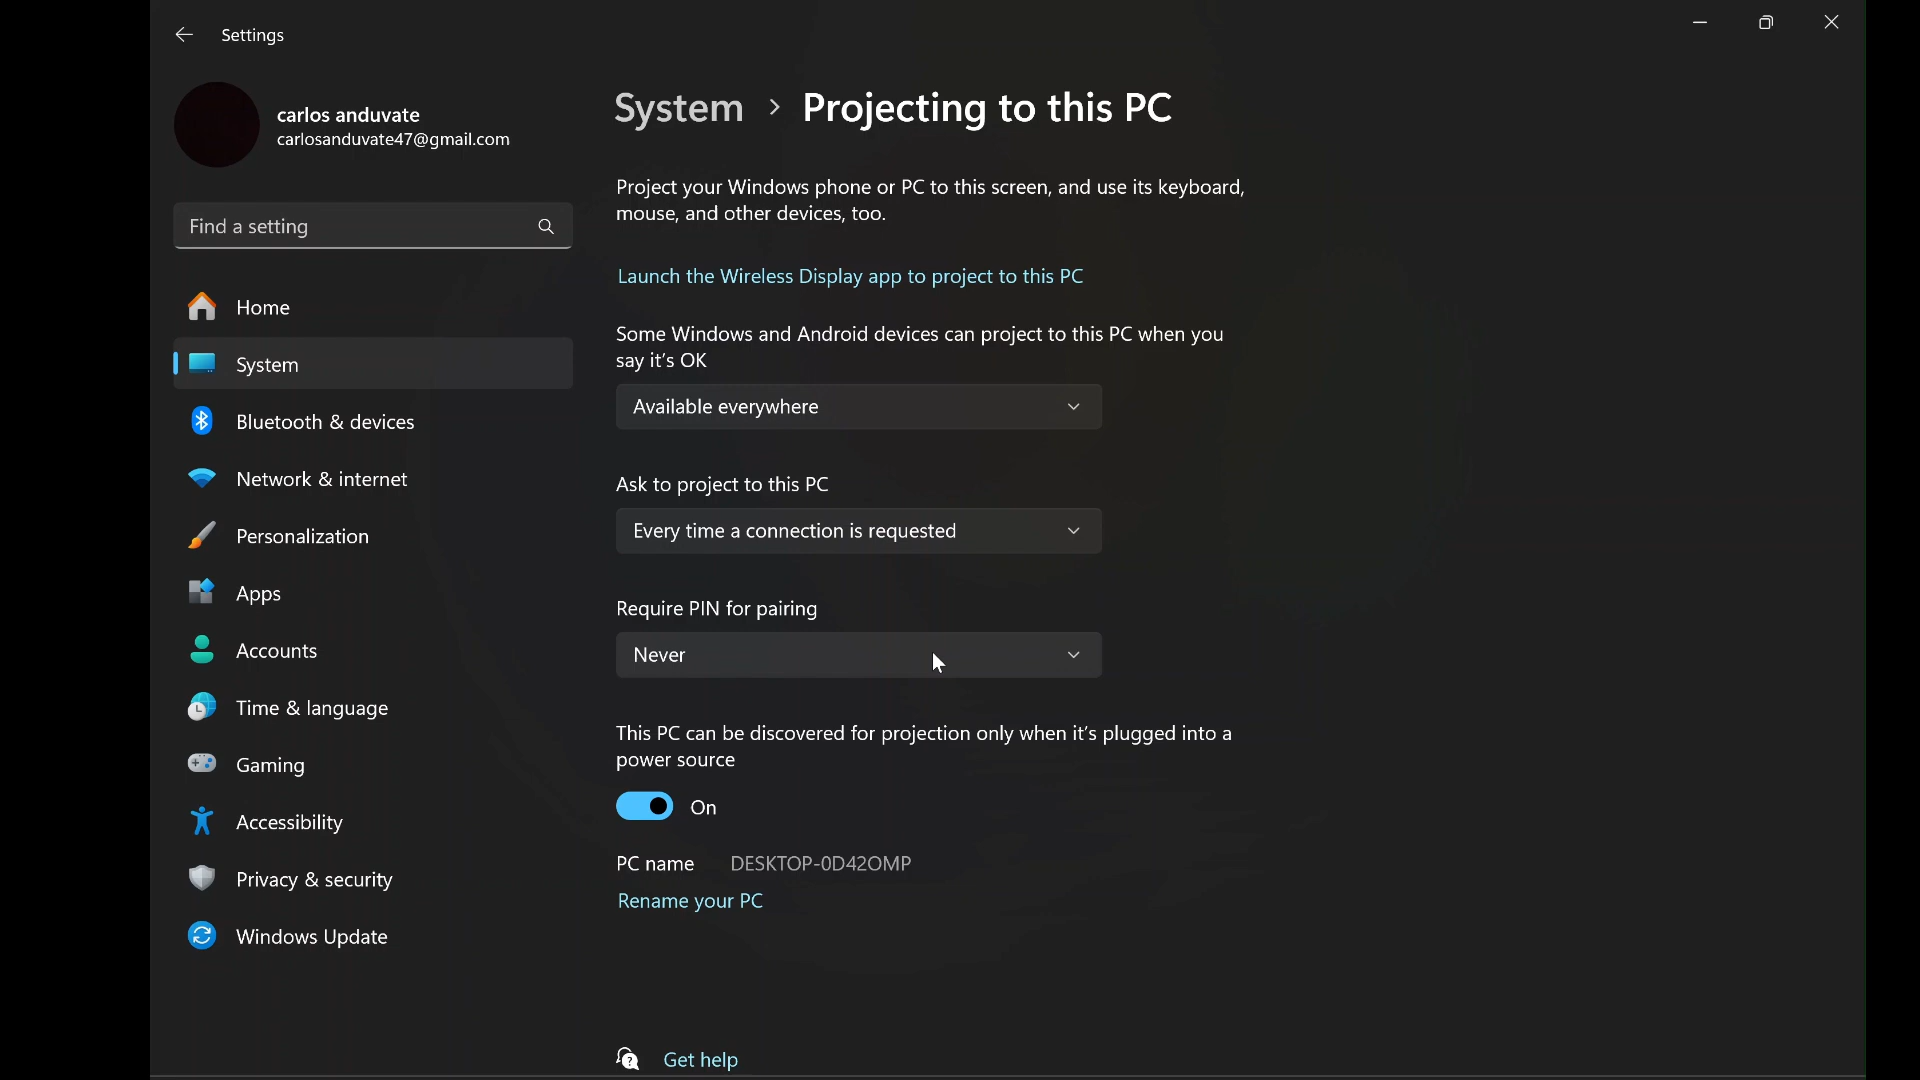 Settings
carlos anduvate
carlosanduvate47@gmail.com
Find a setting
Home
System
Bluetooth & devices
Network & internet
Personalization
Apps
Accounts
Time & language
Gaming
Accessibility
Privacy & security
Windows Update
System > Projecting to this PC
Project your Windows phone or PC to this screen, and use its keyboard,
mouse, and other devices, too.
Launch the Wireless Display app to project to this PC
Some Windows and Android devices can project to this PC when you
say it's OK
Available everywhere
Ask to project to this PC
Every time a connection is requested
Require PIN for pairing
Never
This PC can be discovered for projection only when it's plugged into a
power source
On
PC name DESKTOP-0D42OMP
Rename your PC
Get help